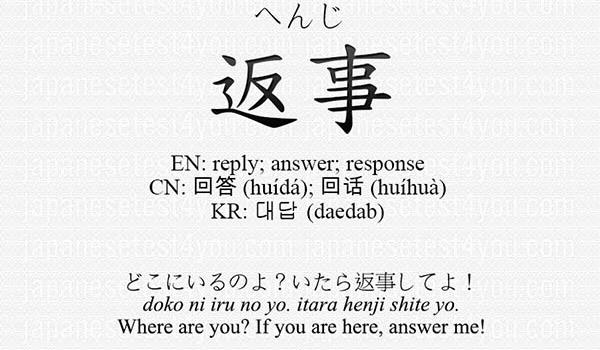 japanesetest4you.com
へんじ
返事
EN: reply; answer; response
CN: 回答 (huídá); 回话 (huíhuà)
KR: 대답 (daedab)
どこにいるのよ？いたら返事してよ！
doko ni iru no yo. itara henji shite yo.
Where are you? If you are here, answer me!